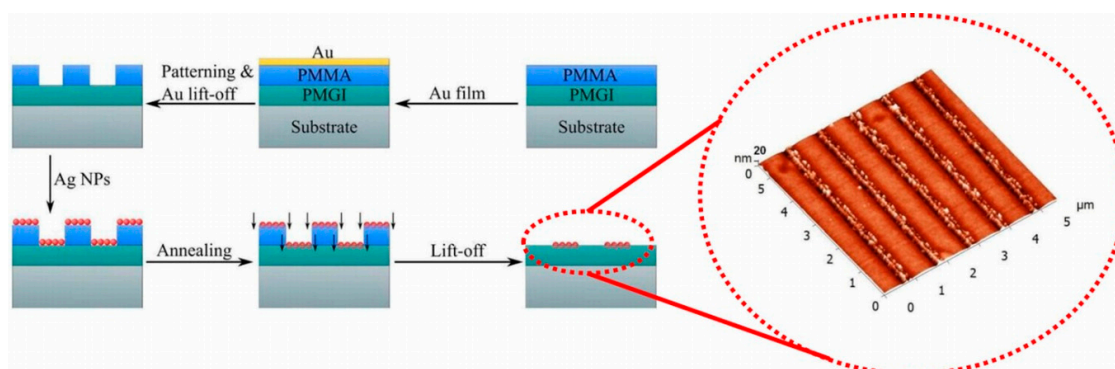 Au
Patterning &
Au lift-off
PMMA
PMGI
Substrate
Au film
PMMA
PMGI
Substrate
Ag NPs
Annealing
Lift-off
20
nm
0
5
4
3
2
1
0
0
1
2
3
4
5
μm